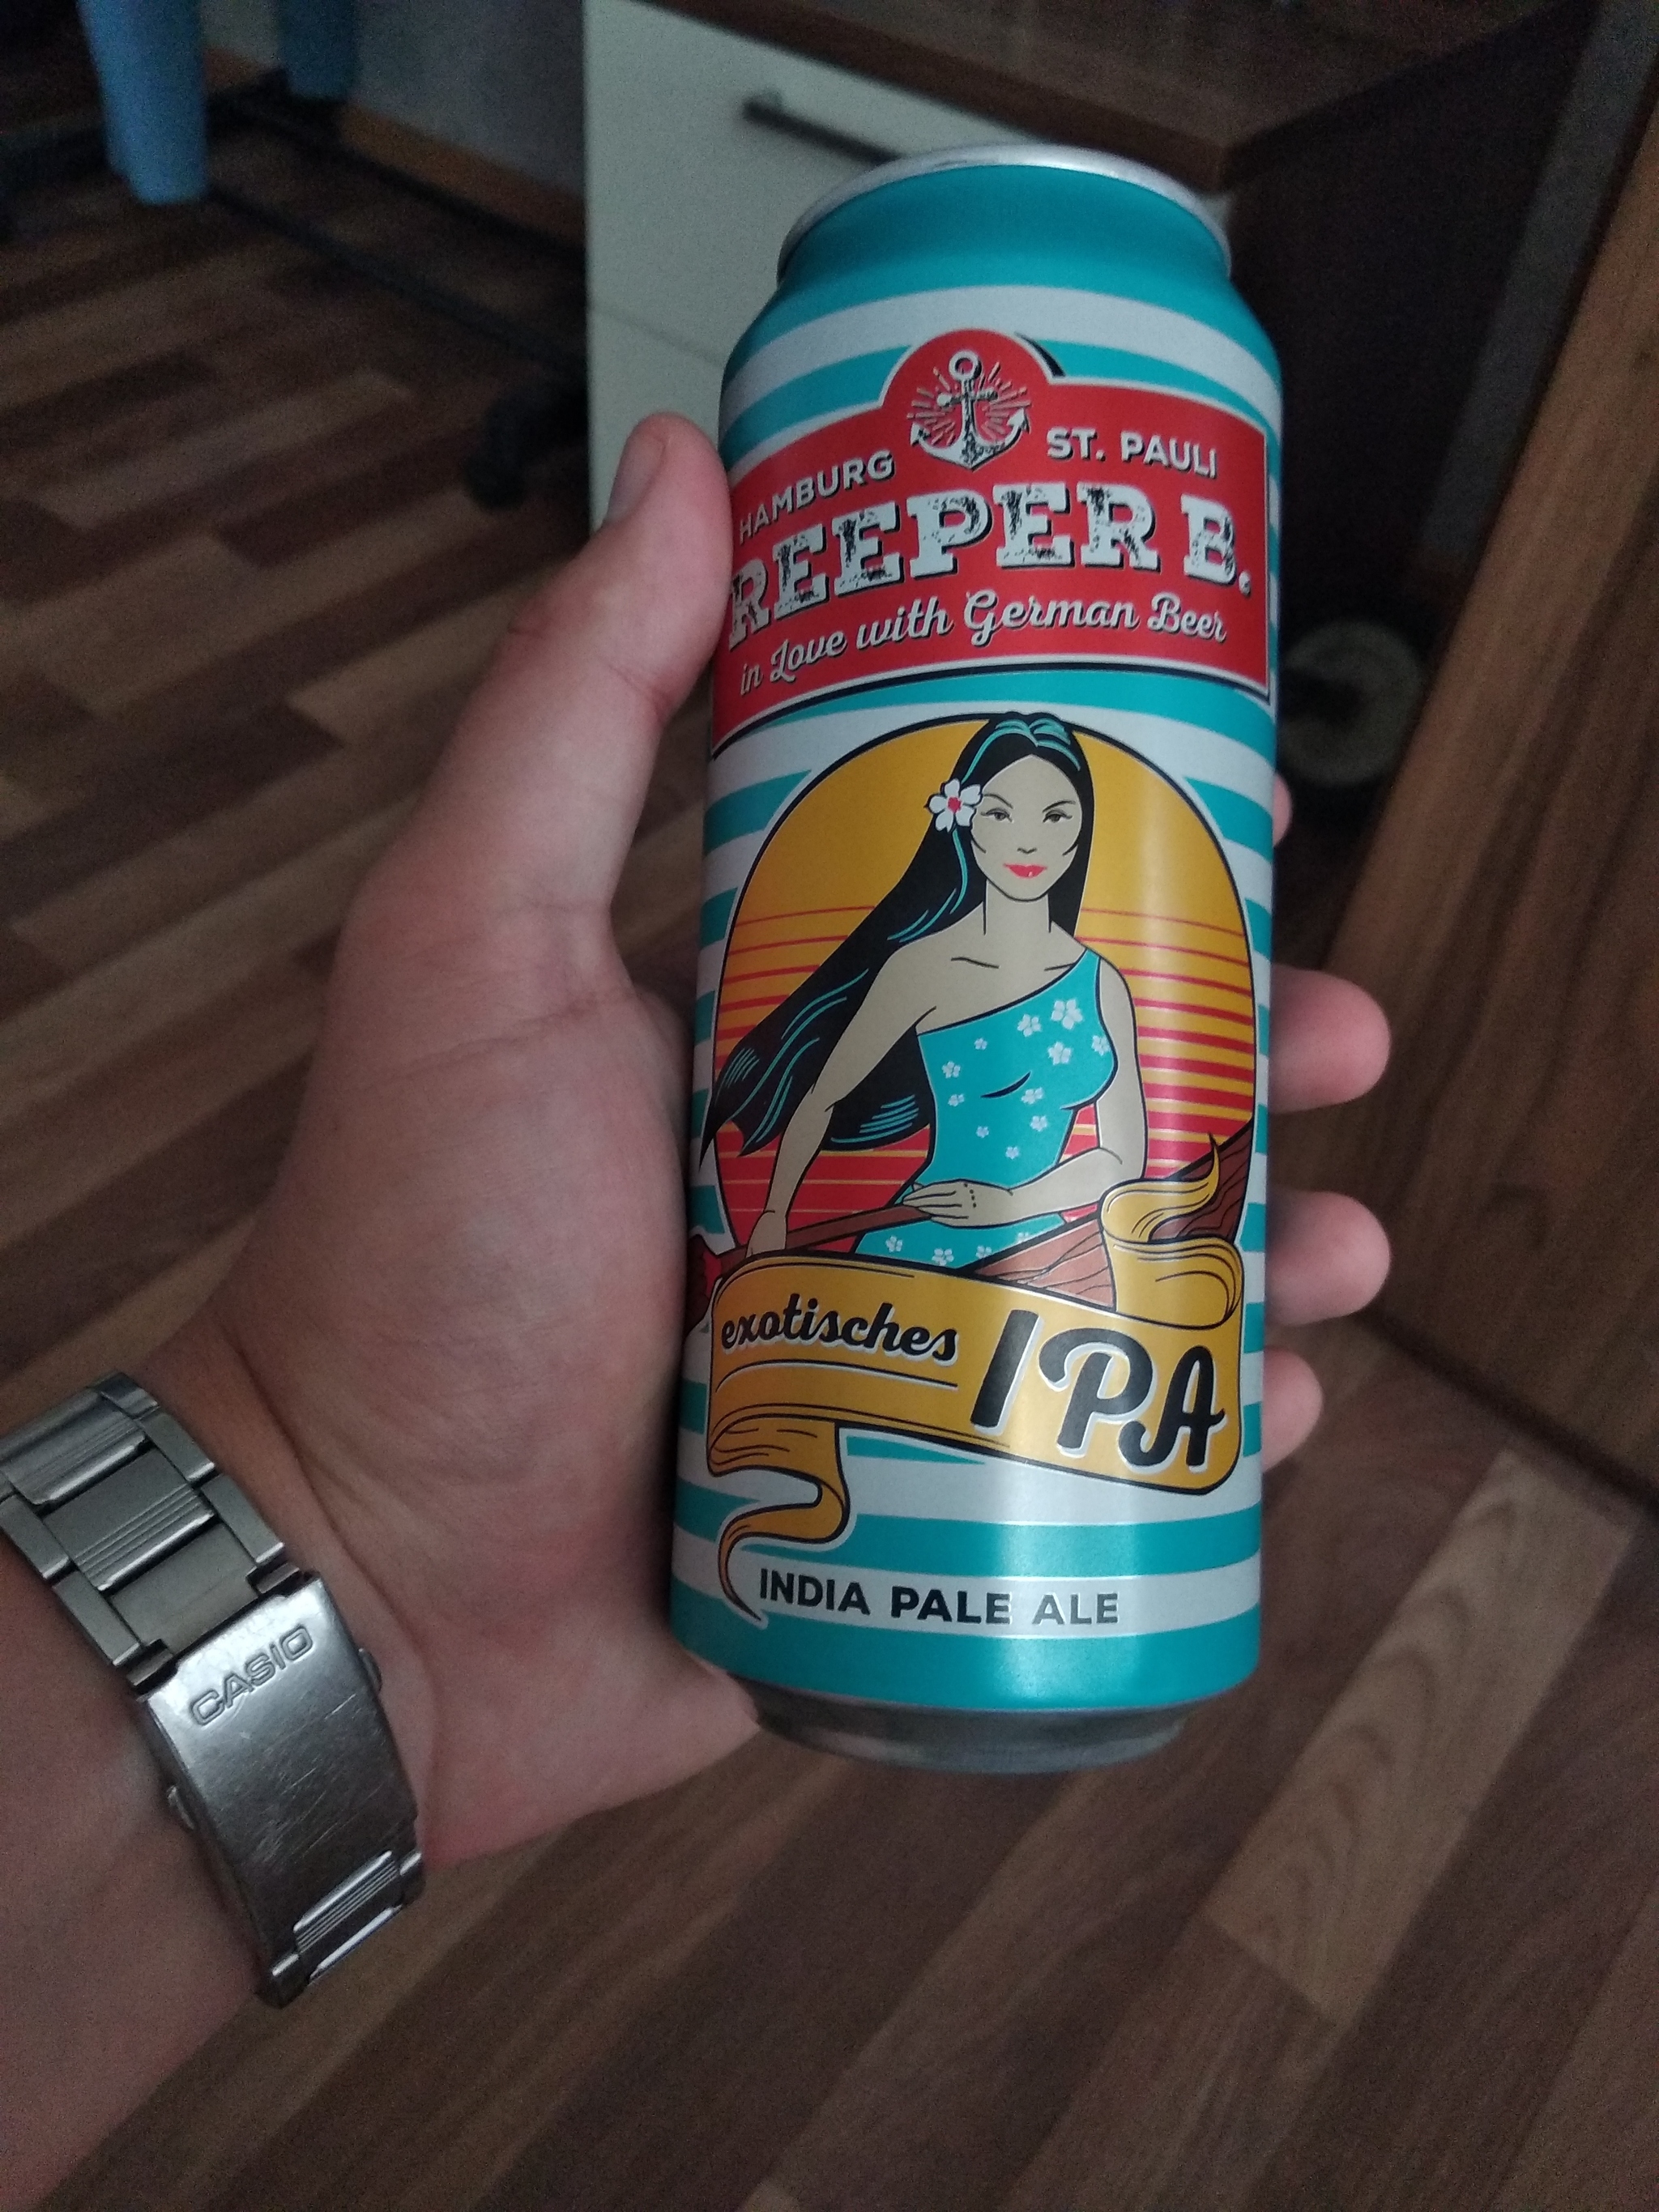 HAMBURG ST. PAULI
REEPER B.
in Love with German Beer
exotisches IPA
INDIA PALE ALE
CASIO